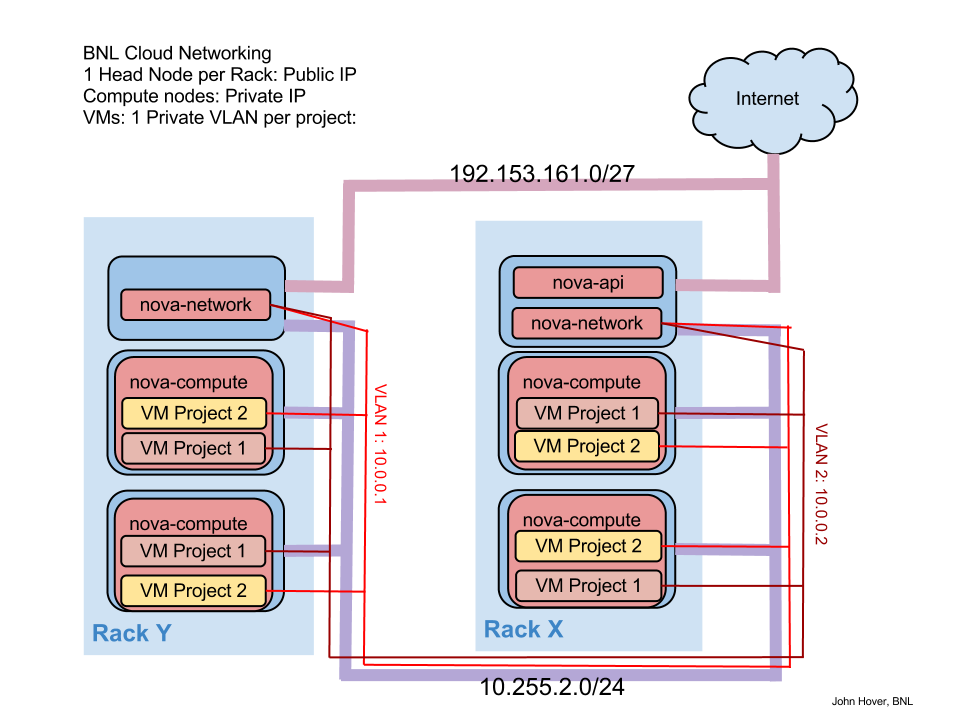 BNL Cloud Networking
1 Head Node per Rack: Public IP
Compute nodes: Private IP
VMs: 1 Private VLAN per project:
Internet
192.153.161.0/27
nova-network
nova-compute
VM Project 2
VM Project 1
nova-compute
VM Project 1
VM Project 2
Rack Y
VLAN 1: 10.0.0.1
nova-api
nova-network
nova-compute
VM Project 1
VM Project 2
nova-compute
VM Project 2
VM Project 1
Rack X
VLAN 2: 10.0.0.2
10.255.2.0/24
John Hover, BNL